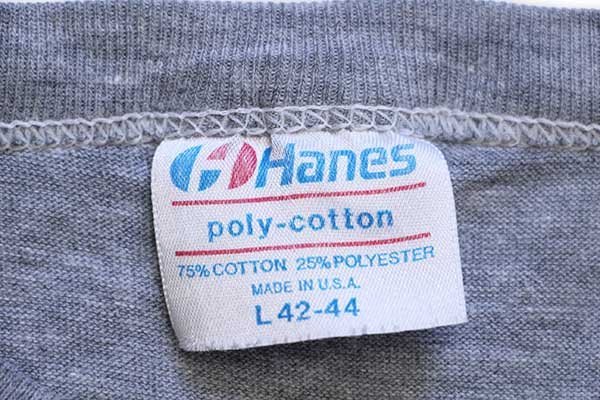 Hanes
poly-cotton
75% COTTON 25% POLYESTER
MADE IN U.S.A.
L 42-44